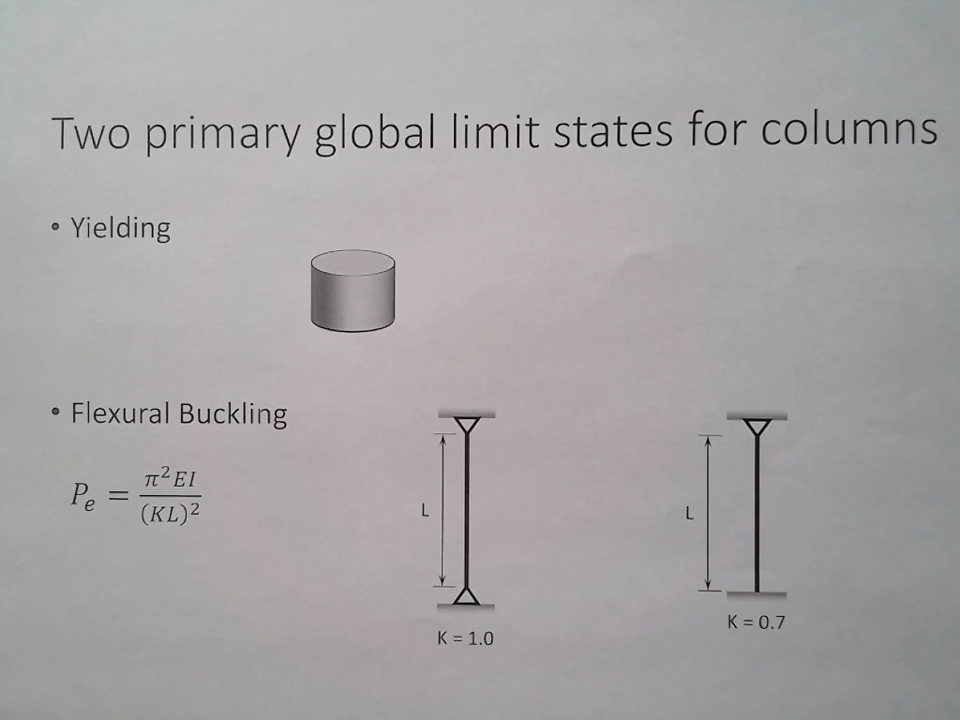 Two primary global limit states for columns
• Yielding
• Flexural Buckling
P_e = π²EI / (KL)²
L
K = 1.0
L
K = 0.7